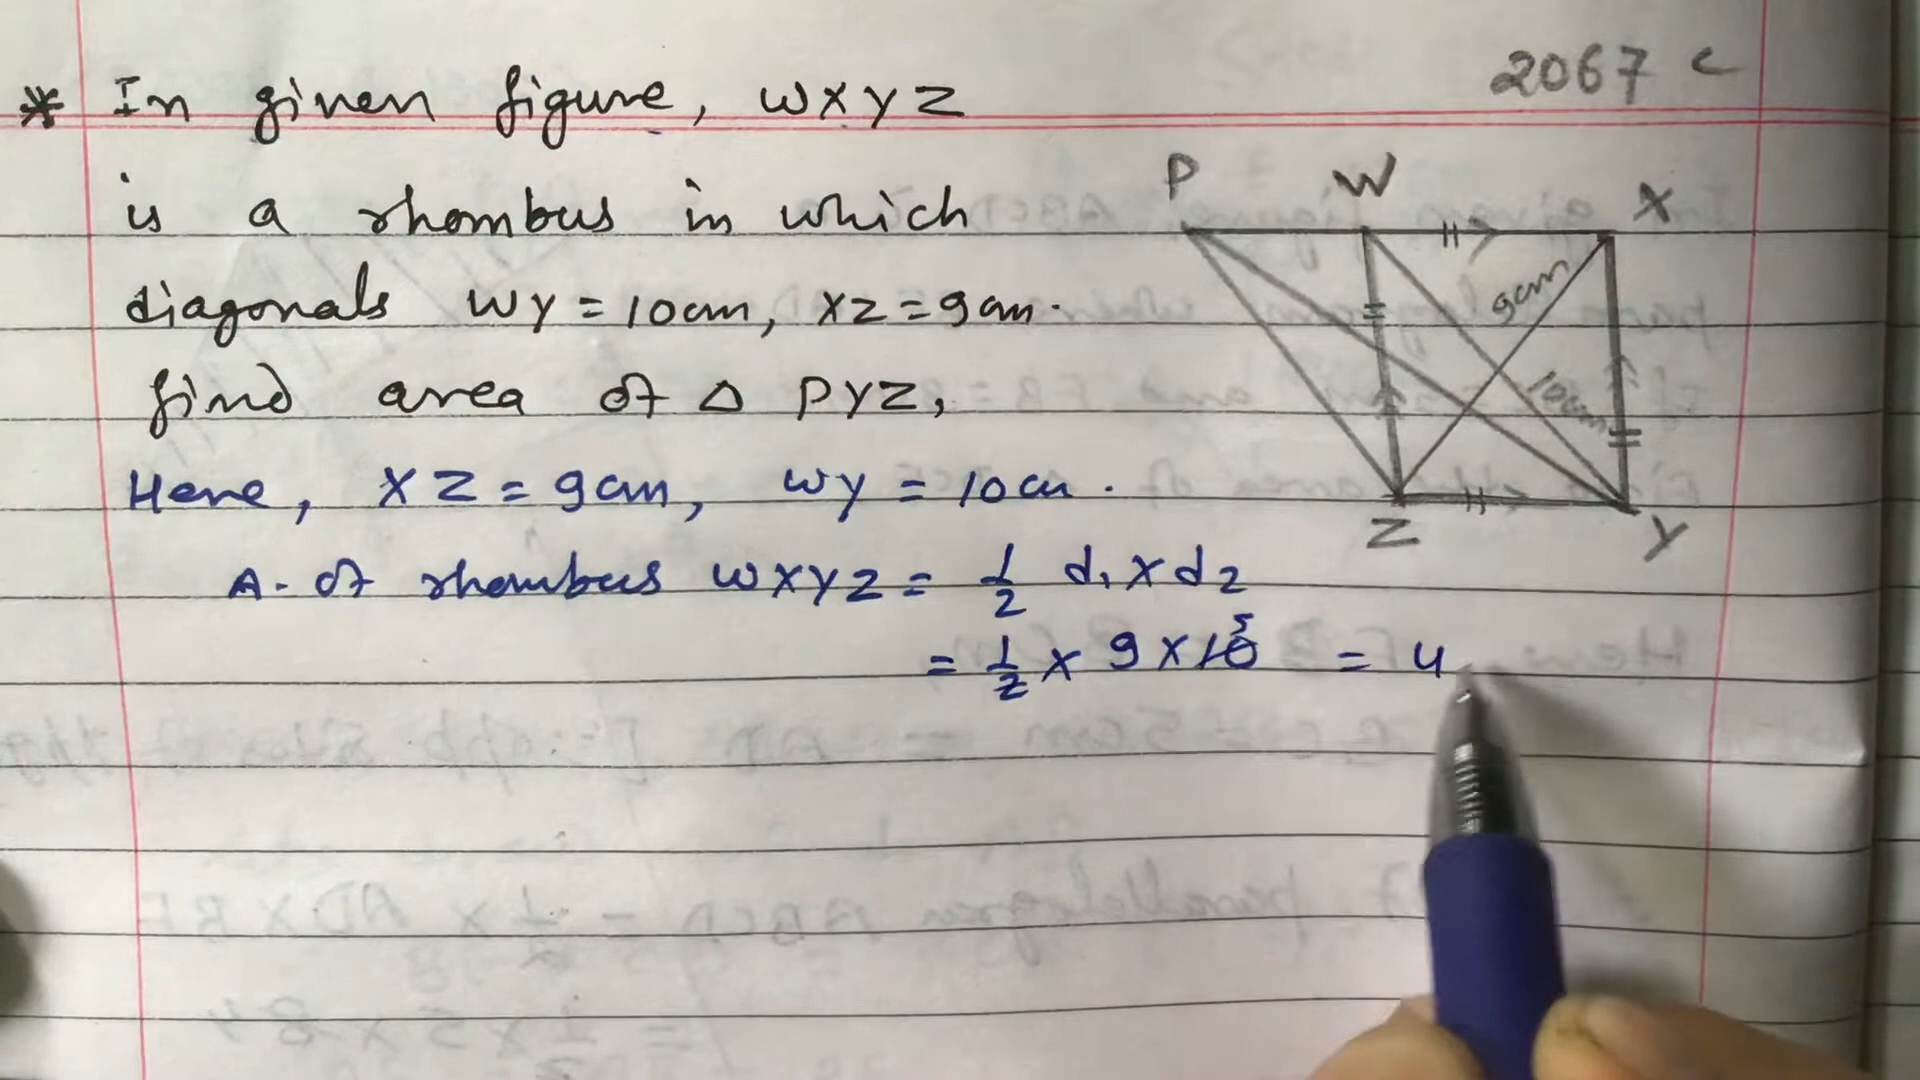 2067 C
* In given figure, WXYZ
is a rhombus in which
diagonals WY = 10cm, XZ = 9cm.
find area of △ PYZ,
P W X
9cm
10cm
Z Y
Here, XZ = 9cm, WY = 10cm.
A. of rhombus WXYZ = 1/2 d1 x d2
= 1/2 x 9 x 10 5 = 4